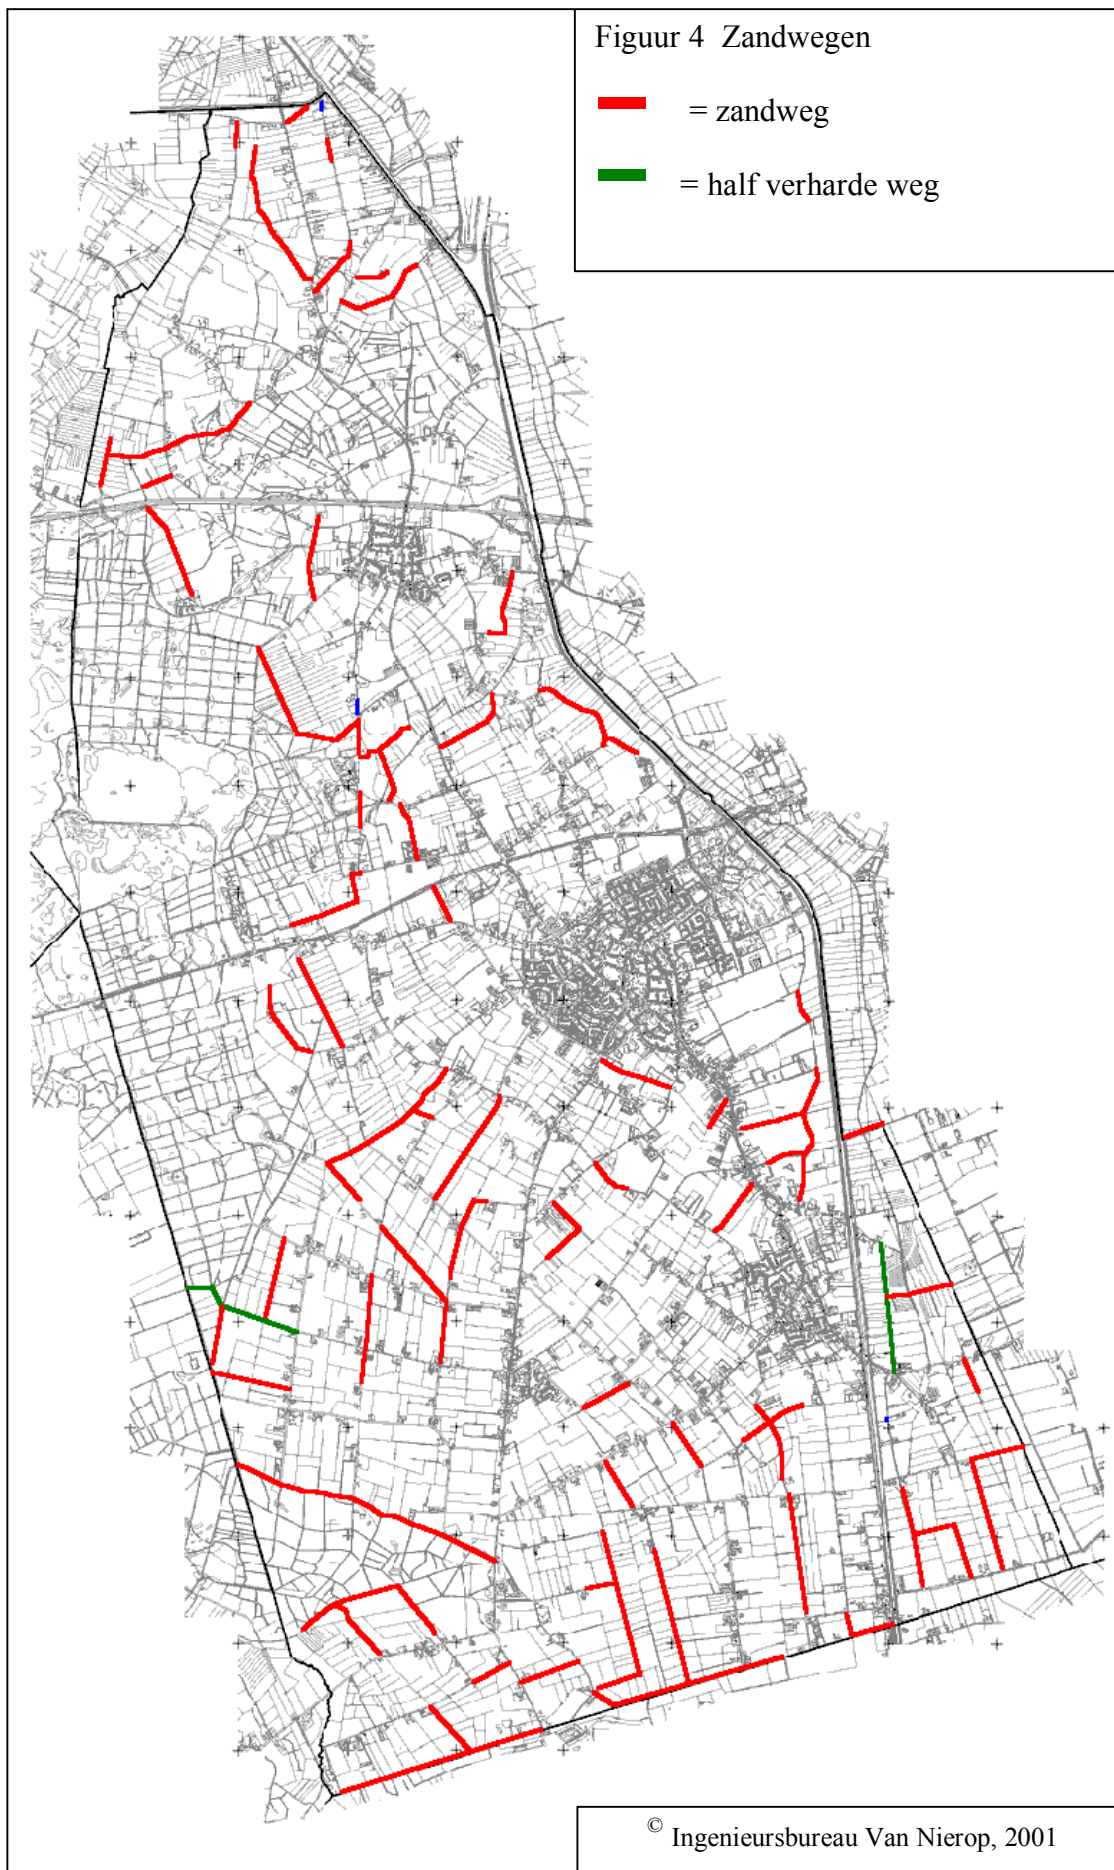 Figuur 4  Zandwegen
= zandweg
= half verharde weg
© Ingenieursbureau Van Nierop, 2001